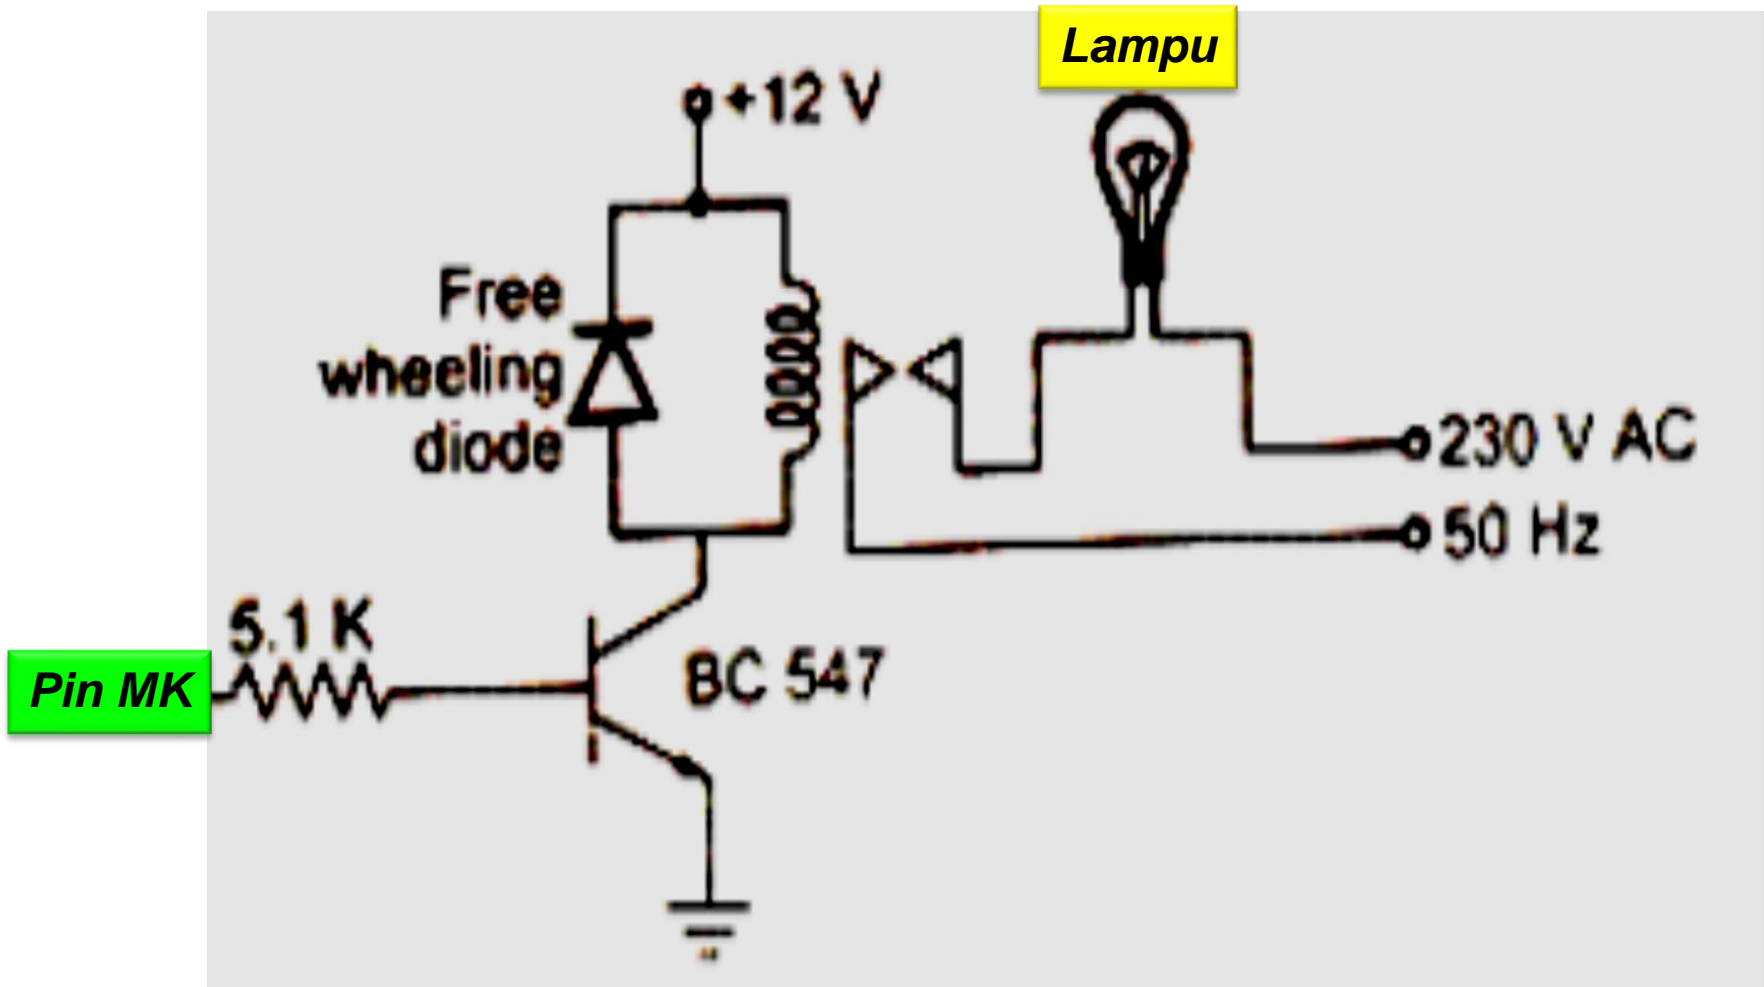 Lampu
+12 V
Free
wheeling
diode
230 V AC
50 Hz
5.1 K
BC 547
Pin MK